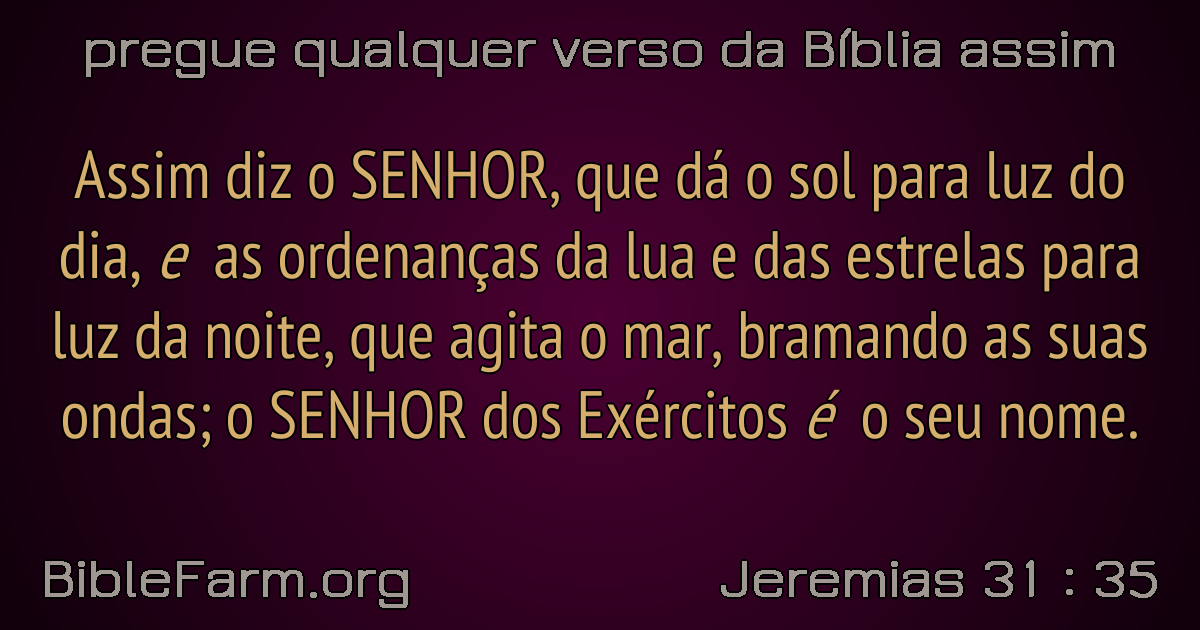 pregue qualquer verso da Bíblia assim
Assim diz o SENHOR, que dá o sol para luz do
dia, e as ordenanças da lua e das estrelas para
luz da noite, que agita o mar, bramando as suas
ondas; o SENHOR dos Exércitos é o seu nome.
BibleFarm.org
Jeremias 31 : 35